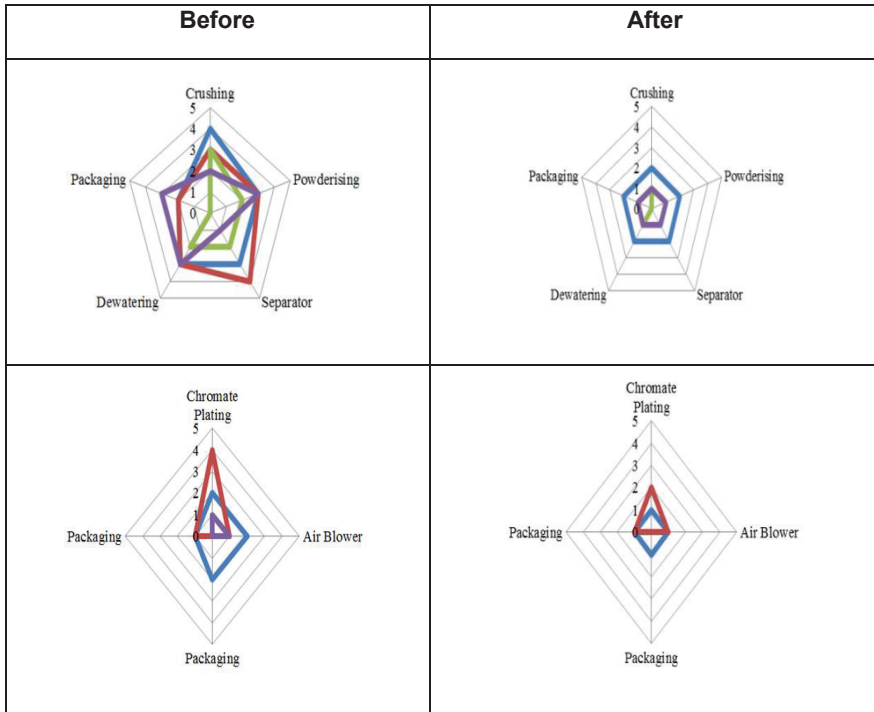 Before
After
Crushing
5
4
3
2
1
0
Packaging
Powderising
Dewatering
Separator
Crushing
5
4
3
2
1
0
Packaging
Powderising
Dewatering
Separator
Chromate
Plating
5
4
3
2
1
0
Packaging
Air Blower
Packaging
Chromate
Plating
5
4
3
2
1
0
Packaging
Air Blower
Packaging